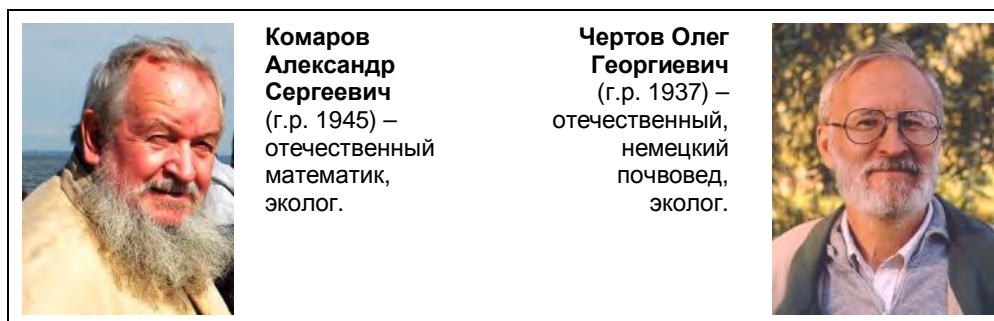 Комаров
Александр
Сергеевич
(г.р. 1945) –
отечественный
математик,
эколог.
Чертов Олег
Георгиевич
(г.р. 1937) –
отечественный,
немецкий
почвовед,
эколог.